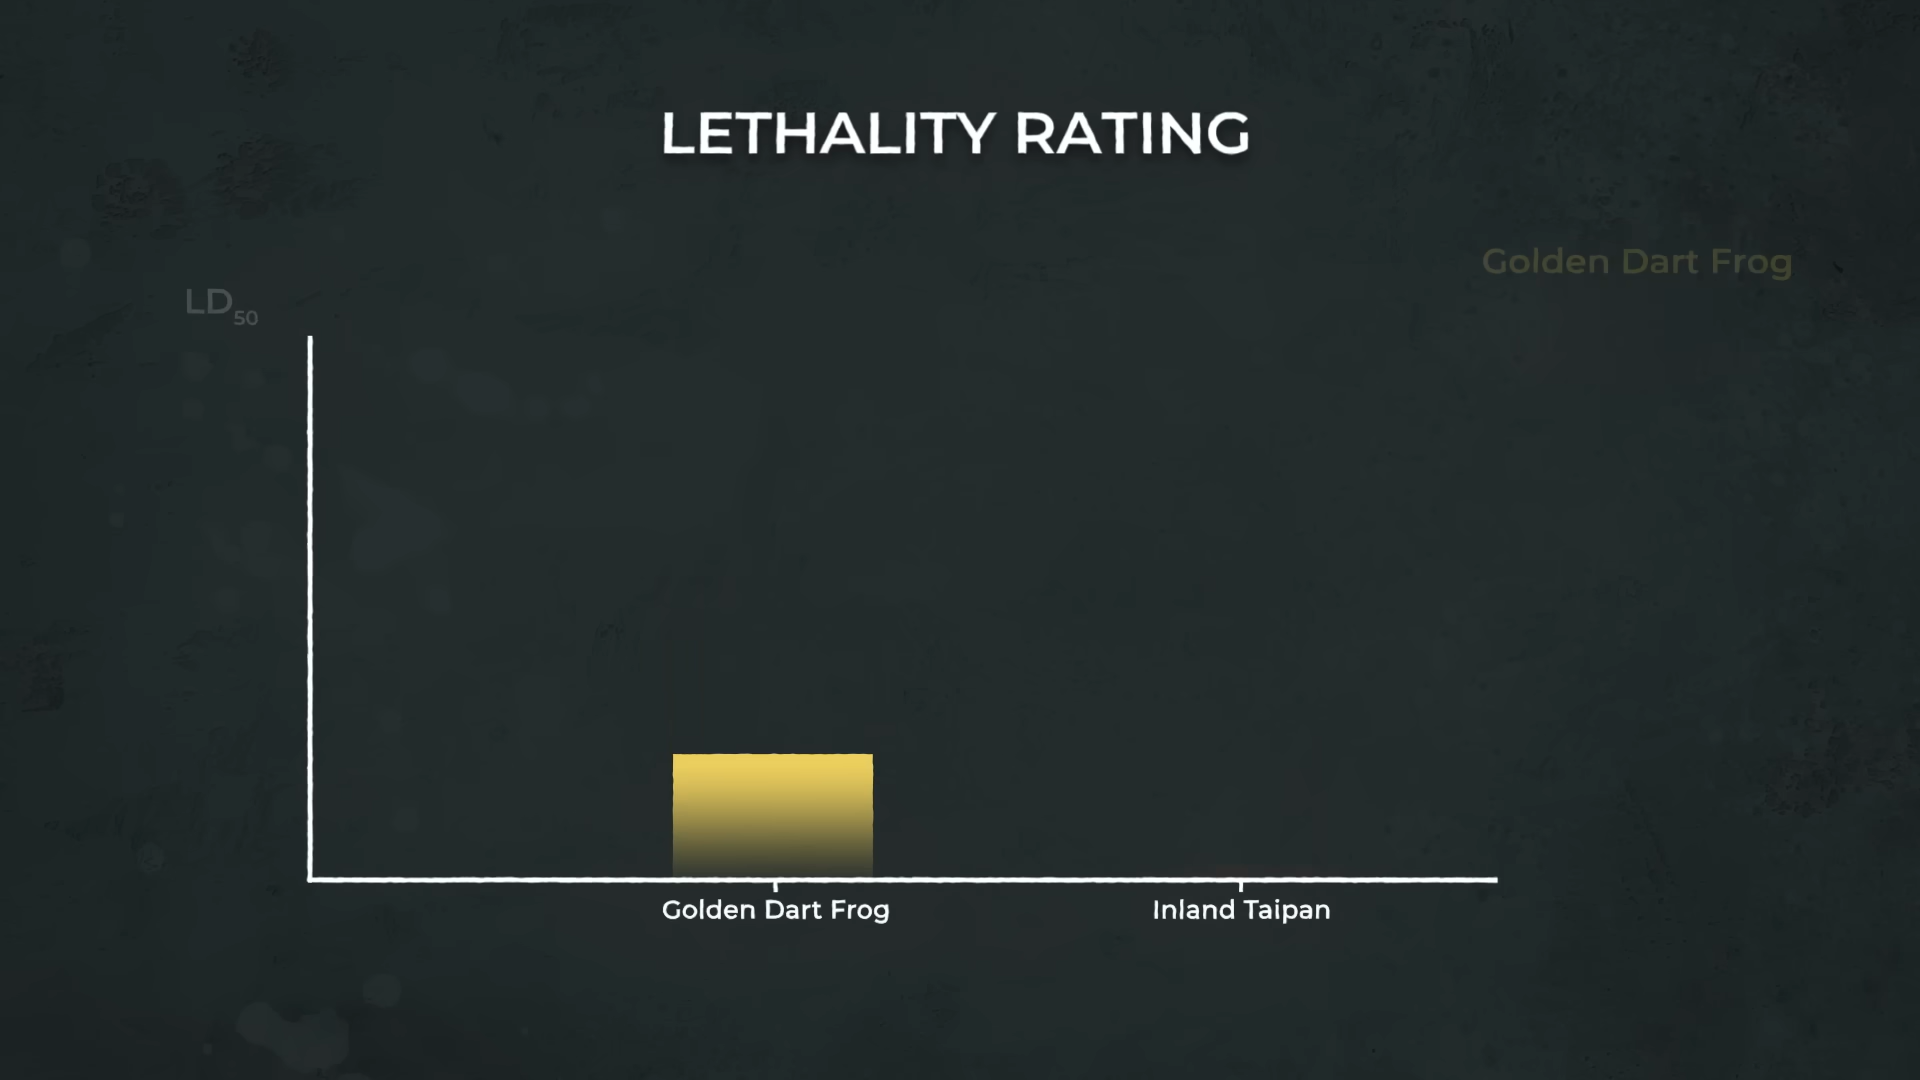 LETHALITY RATING
Golden Dart Frog
LD50
Golden Dart Frog
Inland Taipan